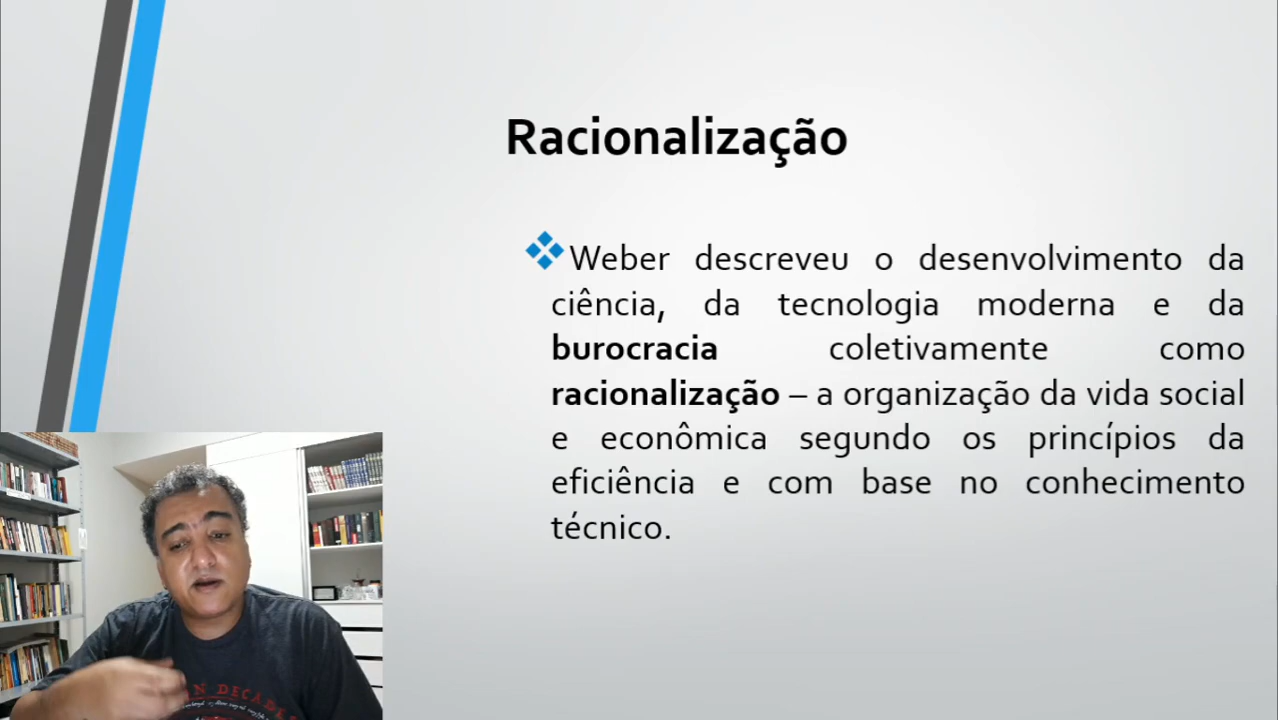 Racionalização
Weber descreveu o desenvolvimento da
ciência, da tecnologia moderna e da
burocracia coletivamente como
racionalização – a organização da vida social
e econômica segundo os princípios da
eficiência e com base no conhecimento
técnico.
DECADES